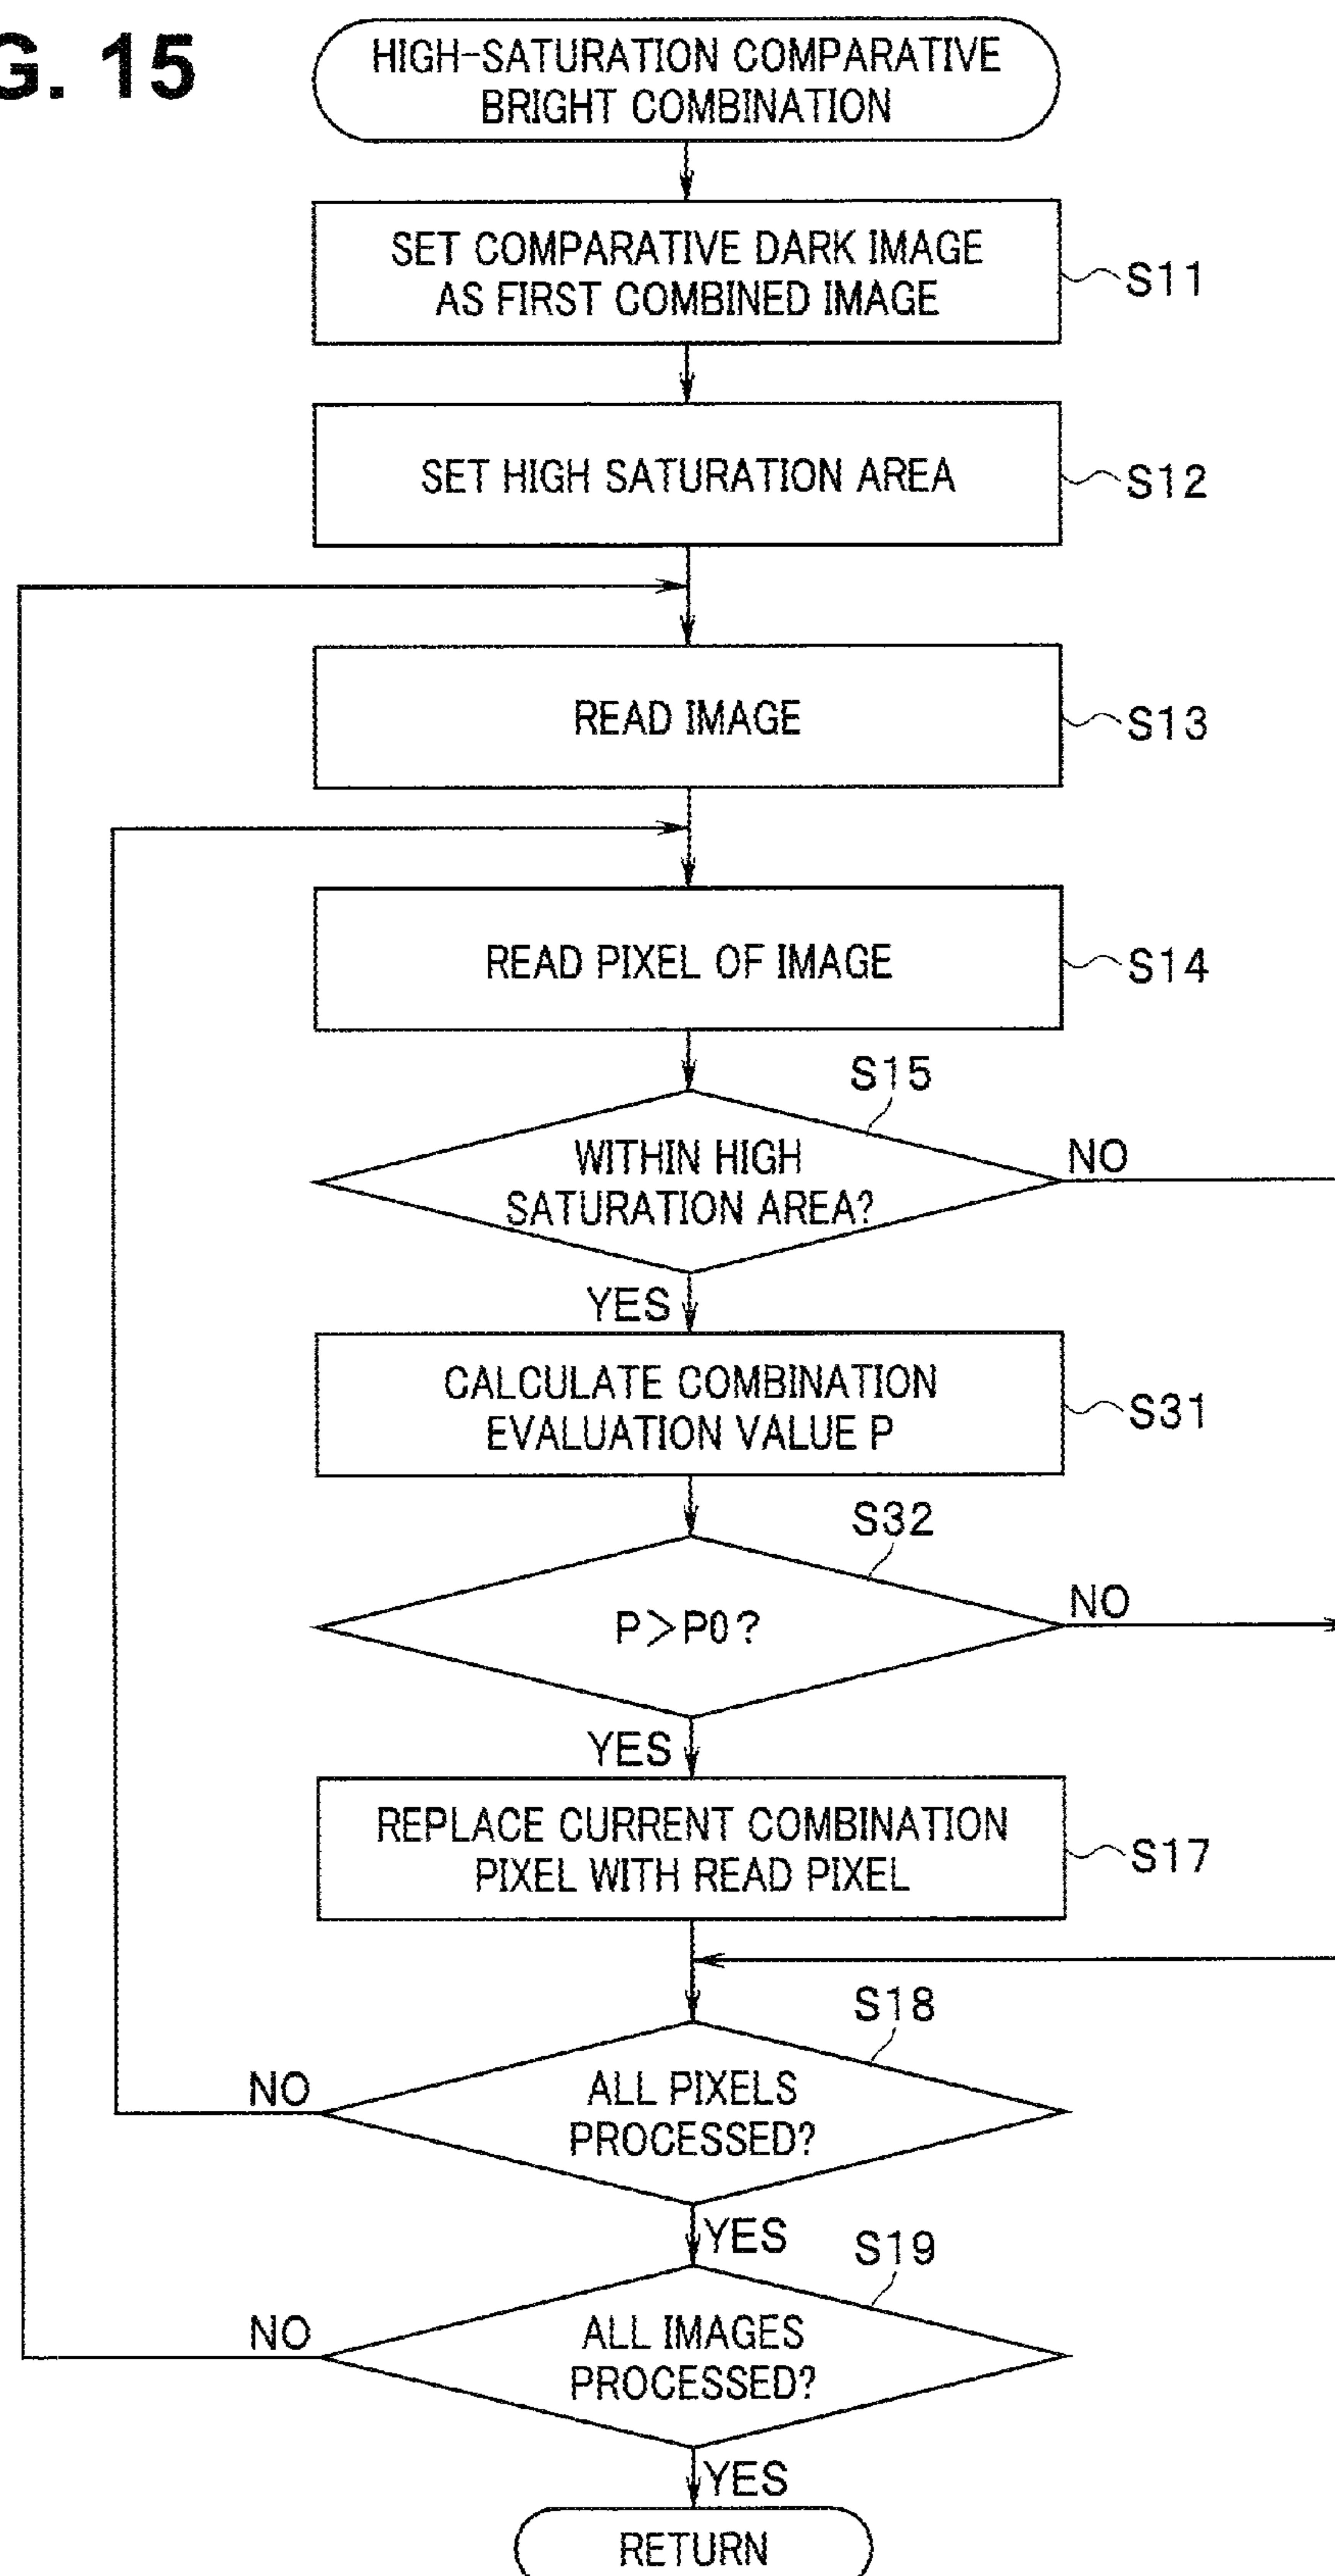 G. 15
HIGH-SATURATION COMPARATIVE
BRIGHT COMBINATION
SET COMPARATIVE DARK IMAGE
AS FIRST COMBINED IMAGE
S11
SET HIGH SATURATION AREA
S12
READ IMAGE
S13
READ PIXEL OF IMAGE
S14
S15
WITHIN HIGH
SATURATION AREA?
NO
YES
CALCULATE COMBINATION
EVALUATION VALUE P
S31
S32
P>P0?
NO
YES
REPLACE CURRENT COMBINATION
PIXEL WITH READ PIXEL
S17
S18
ALL PIXELS
PROCESSED?
NO
YES
S19
ALL IMAGES
PROCESSED?
NO
YES
RETURN